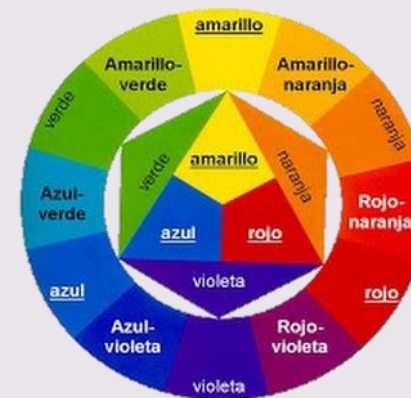 amarillo
Amarillo-
verde
Amarillo-
naranja
verde
naranja
amarillo
verde
naranja
Azul-
verde
Rojo-
naranja
azul
rojo
violeta
azul
rojo
Azul-
violeta
Rojo-
violeta
violeta